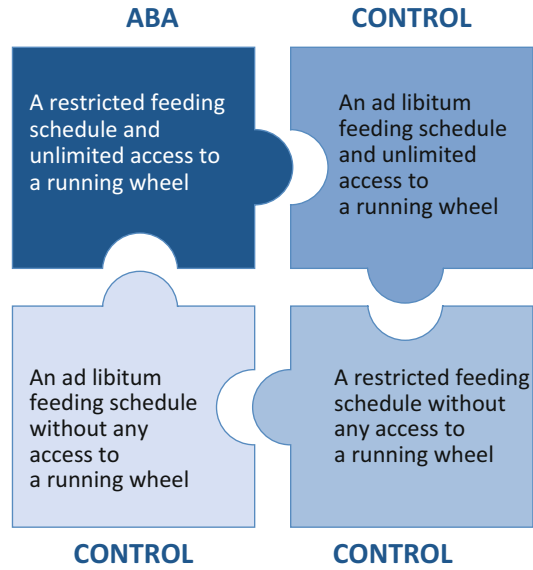 ABA
CONTROL
A restricted feeding
schedule and
unlimited access to
a running wheel
An ad libitum
feeding schedule
and unlimited
access to
a running wheel
An ad libitum
feeding schedule
without any
access to
a running wheel
A restricted feeding
schedule without
any access to
a running wheel
CONTROL
CONTROL